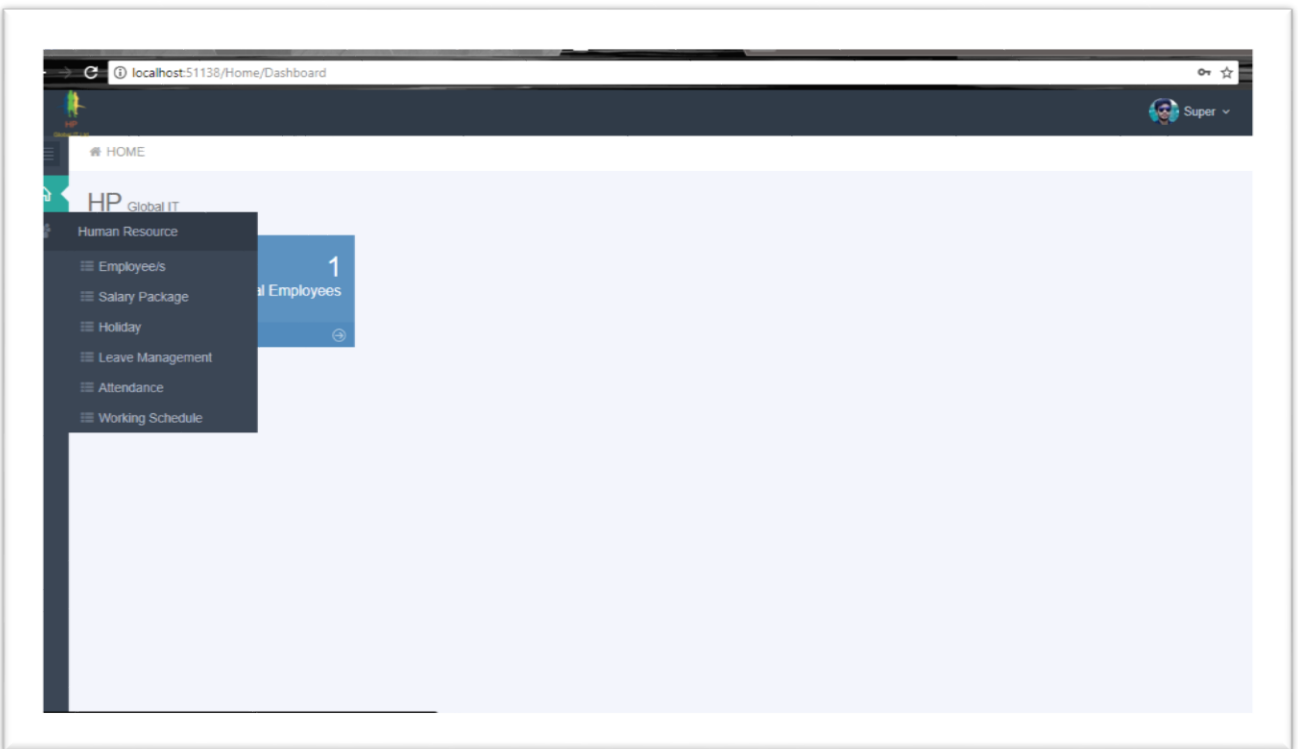 localhost:51138/Home/Dashboard
HP
Super
HOME
HP Global IT
Human Resource
Employee/s
1
Salary Package
al Employees
Holiday
Leave Management
Attendance
Working Schedule